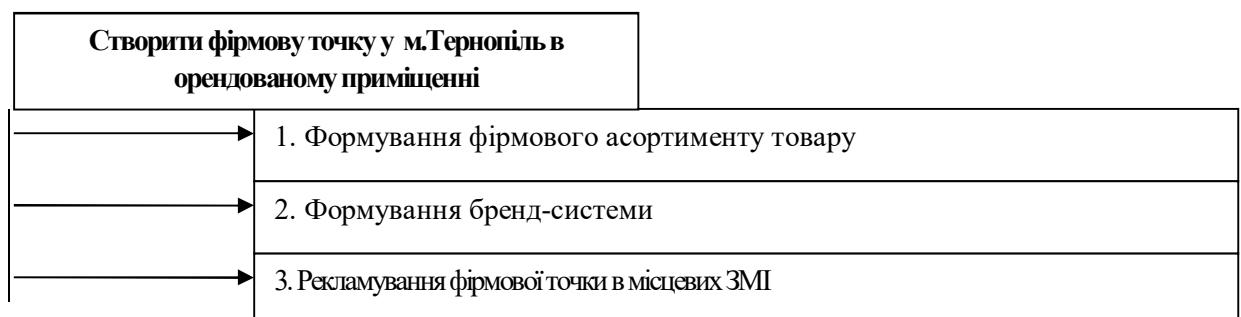 Створити фірмову точку у м.Тернопіль в
орендованому приміщенні
1. Формування фірмового асортименту товару
2. Формування бренд-системи
3. Рекламування фірмової точки в місцевих ЗМІ